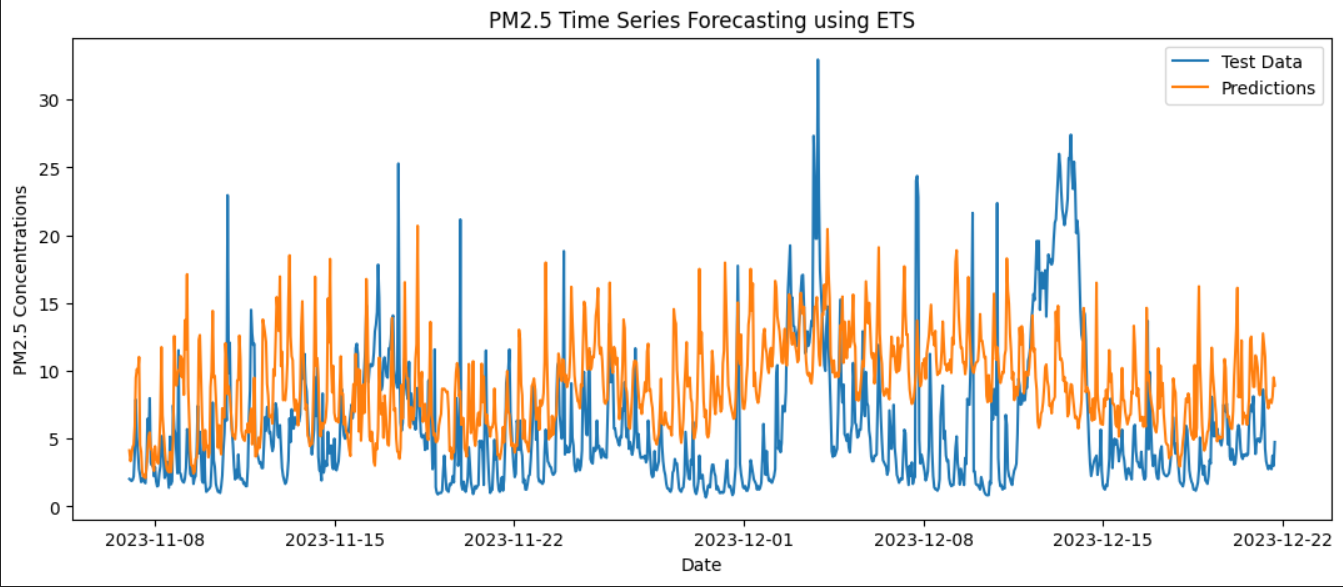 PM2.5 Time Series Forecasting using ETS
Test Data
Predictions
30
25
20
15
10
5
0
PM2.5 Concentrations
2023-11-08 2023-11-15 2023-11-22 2023-12-01 2023-12-08 2023-12-15 2023-12-22
Date